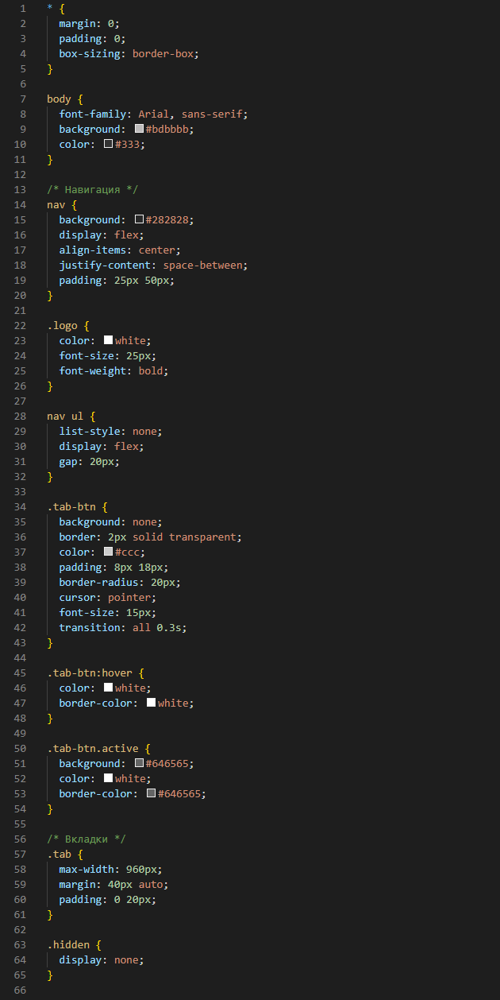 1 * {
2 margin: 0;
3 padding: 0;
4 box-sizing: border-box;
5 }
6
7 body {
8 font-family: Arial, sans-serif;
9 background: #bdbbbb;
10 color: #333;
11 }
12
13 /* Навигация */
14 nav {
15 background: #282828;
16 display: flex;
17 align-items: center;
18 justify-content: space-between;
19 padding: 25px 50px;
20 }
21
22 .logo {
23 color: white;
24 font-size: 25px;
25 font-weight: bold;
26 }
27
28 nav ul {
29 list-style: none;
30 display: flex;
31 gap: 20px;
32 }
33
34 .tab-btn {
35 background: none;
36 border: 2px solid transparent;
37 color: #ccc;
38 padding: 8px 18px;
39 border-radius: 20px;
40 cursor: pointer;
41 font-size: 15px;
42 transition: all 0.3s;
43 }
44
45 .tab-btn:hover {
46 color: white;
47 border-color: white;
48 }
49
50 .tab-btn.active {
51 background: #646565;
52 color: white;
53 border-color: #646565;
54 }
55
56 /* Вкладки */
57 .tab {
58 max-width: 960px;
59 margin: 40px auto;
60 padding: 0 20px;
61 }
62
63 .hidden {
64 display: none;
65 }
66